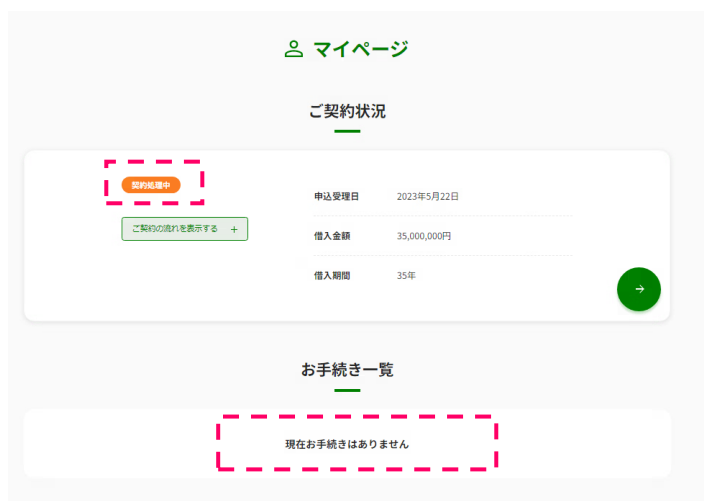 マイページ
ご契約状況
契約処理中
ご契約の流れを表示する +
申込受理日 2023年5月22日
借入金額 35,000,000円
借入期間 35年
お手続き一覧
現在お手続きはありません